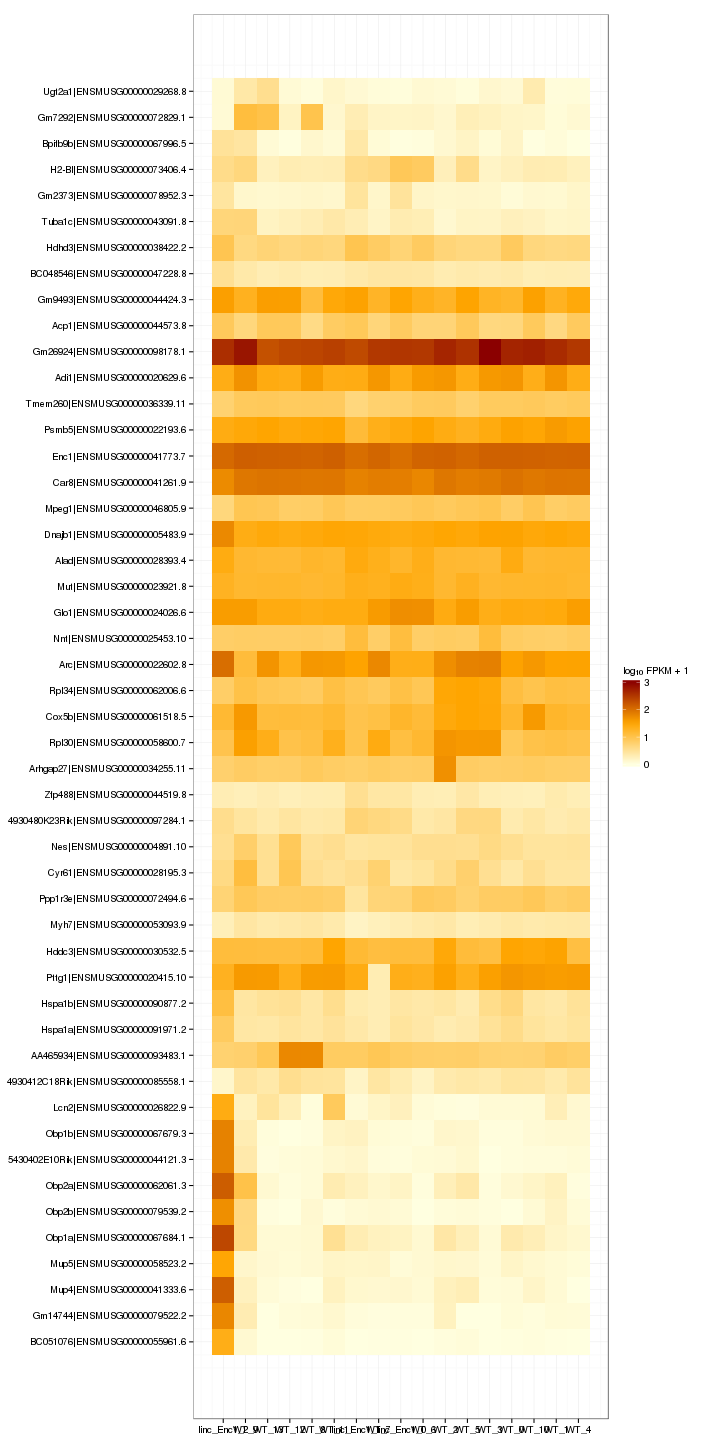 Ugt2a1|ENSMUSG00000029268.8
Gm7292|ENSMUSG00000072829.1
Bpifb9b|ENSMUSG00000067996.5
H2-Bl|ENSMUSG00000073406.4
Gm2373|ENSMUSG00000078952.3
Tuba1c|ENSMUSG00000043091.8
Hdhd3|ENSMUSG00000038422.2
BC048546|ENSMUSG00000047228.8
Gm9493|ENSMUSG00000044424.3
Acp1|ENSMUSG00000044573.8
Gm26924|ENSMUSG00000098178.1
Adi1|ENSMUSG00000020629.6
Tmem260|ENSMUSG00000036339.11
Psmb5|ENSMUSG00000022193.6
Enc1|ENSMUSG00000041773.7
Car8|ENSMUSG00000041261.9
Mpeg1|ENSMUSG00000046805.9
Dnajb1|ENSMUSG00000005483.9
Alad|ENSMUSG00000028393.4
Mut|ENSMUSG00000023921.8
Glo1|ENSMUSG00000024026.6
Nnt|ENSMUSG00000025453.10
Arc|ENSMUSG00000022602.8
log₁₀ FPKM + 1
3
2
1
0
Rpl34|ENSMUSG00000062006.6
Cox5b|ENSMUSG00000061518.5
Rpl30|ENSMUSG00000058600.7
Arhgap27|ENSMUSG00000034255.11
Zfp488|ENSMUSG00000044519.8
4930480K23Rik|ENSMUSG00000097284.1
Nes|ENSMUSG00000004891.10
Cyr61|ENSMUSG00000028195.3
Ppp1r3e|ENSMUSG00000072494.6
Myh7|ENSMUSG00000053093.9
Hddc3|ENSMUSG00000030532.5
Pttg1|ENSMUSG00000020415.10
Hspa1b|ENSMUSG00000090877.2
Hspa1a|ENSMUSG00000091971.2
AA465934|ENSMUSG00000093483.1
4930412C18Rik|ENSMUSG00000085558.1
Lcn2|ENSMUSG00000026822.9
Obp1b|ENSMUSG00000067679.3
5430402E10Rik|ENSMUSG00000044121.3
Obp2a|ENSMUSG00000062061.3
Obp2b|ENSMUSG00000079539.2
Obp1a|ENSMUSG00000067684.1
Mup5|ENSMUSG00000058523.2
Mup4|ENSMUSG00000041333.6
Gm14744|ENSMUSG00000079522.2
BC051076|ENSMUSG00000055961.6
WT_4